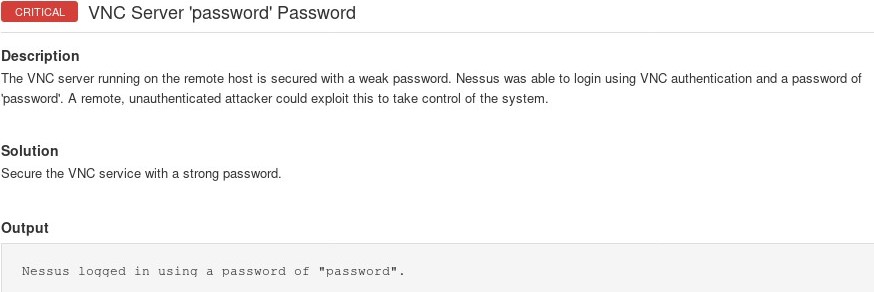 CRITICAL VNC Server 'password' Password
Description
The VNC server running on the remote host is secured with a weak password. Nessus was able to login using VNC authentication and a password of
'password'. A remote, unauthenticated attacker could exploit this to take control of the system.
Solution
Secure the VNC service with a strong password.
Output
Nessus logged in using a password of "password".